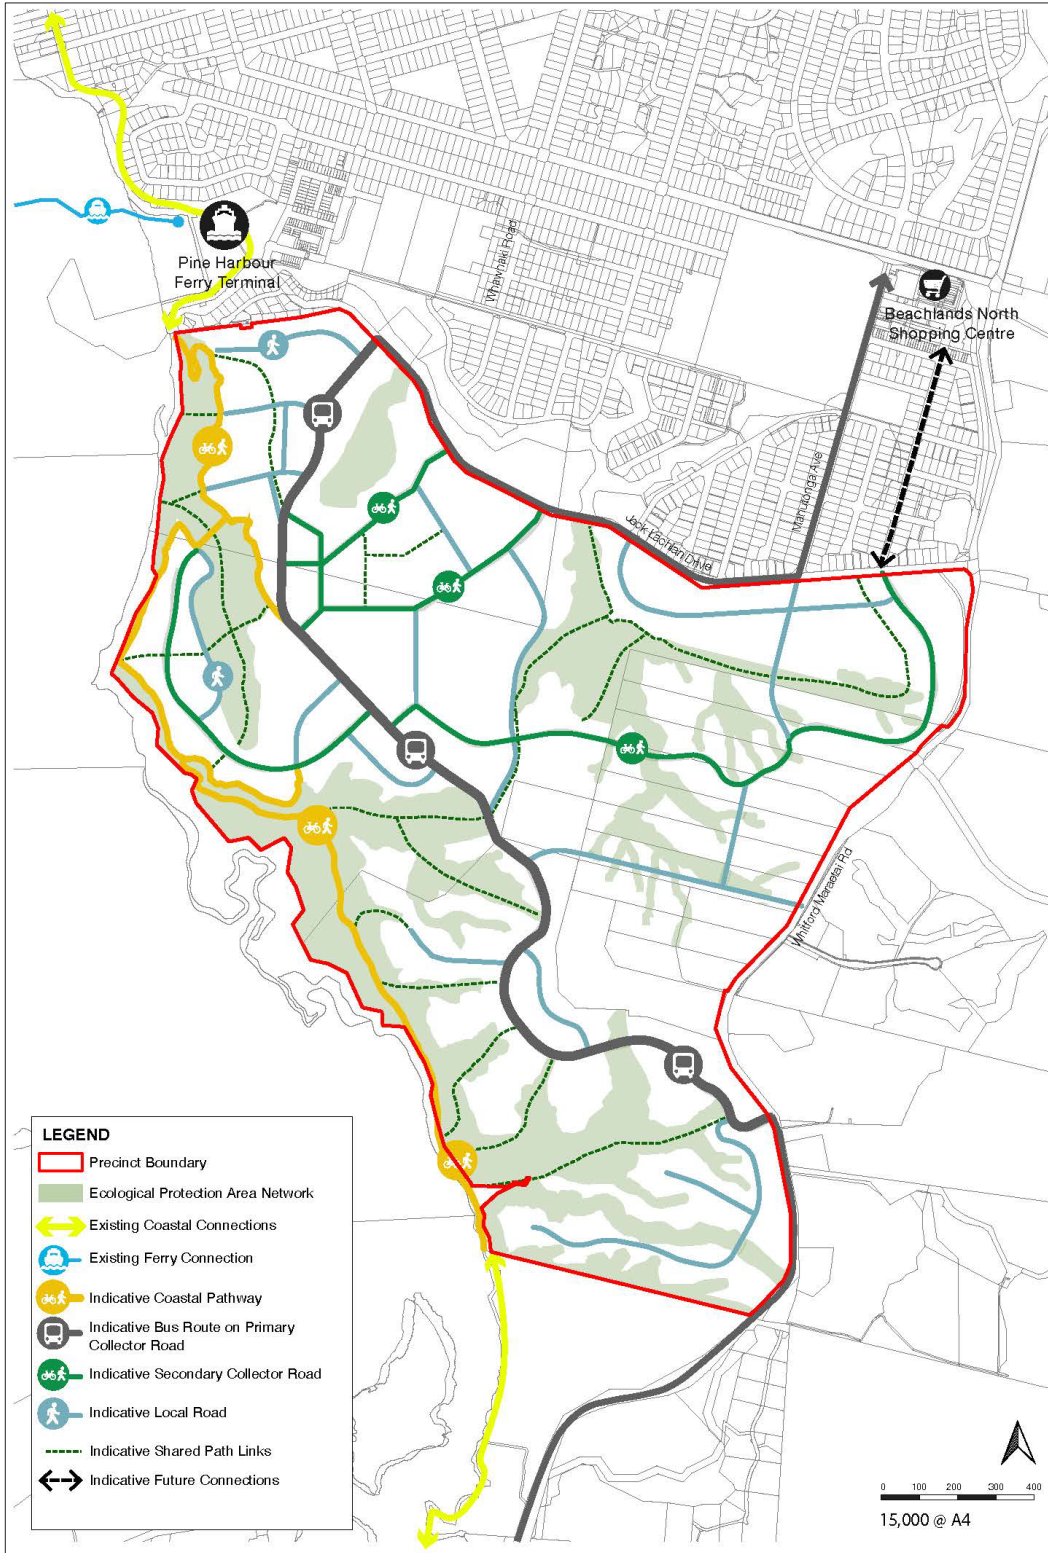 Whawhaki Road
Pine Harbour
Ferry Terminal
Beachlands North
Shopping Centre
Mahutonga Ave
Jack Lachlan Drive
Whitford Maraetai Rd
LEGEND
Precinct Boundary
Ecological Protection Area Network
Existing Coastal Connections
Existing Ferry Connection
Indicative Coastal Pathway
Indicative Bus Route on Primary
Collector Road
Indicative Secondary Collector Road
Indicative Local Road
Indicative Shared Path Links
Indicative Future Connections
0 100 200 300 400
15,000 @ A4